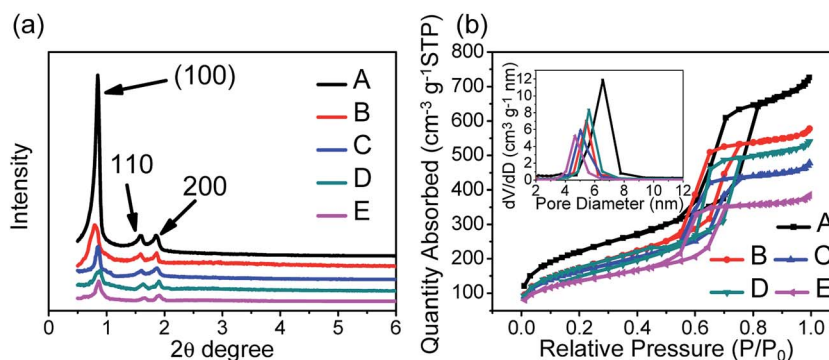 (a)
(100)
110
200
A
B
C
D
E
Intensity
0
1
2
3
4
5
6
2θ degree
(b)
Quantity Absorbed (cm⁻³ g⁻¹STP)
800
700
600
500
400
300
200
100
0.0
0.2
0.4
0.6
0.8
1.0
Relative Pressure (P/P₀)
dV/dD (cm³ g⁻¹ nm)
12
10
8
6
4
2
0
2
4
6
8
10
12
Pore Diameter (nm)
A
B
C
D
E